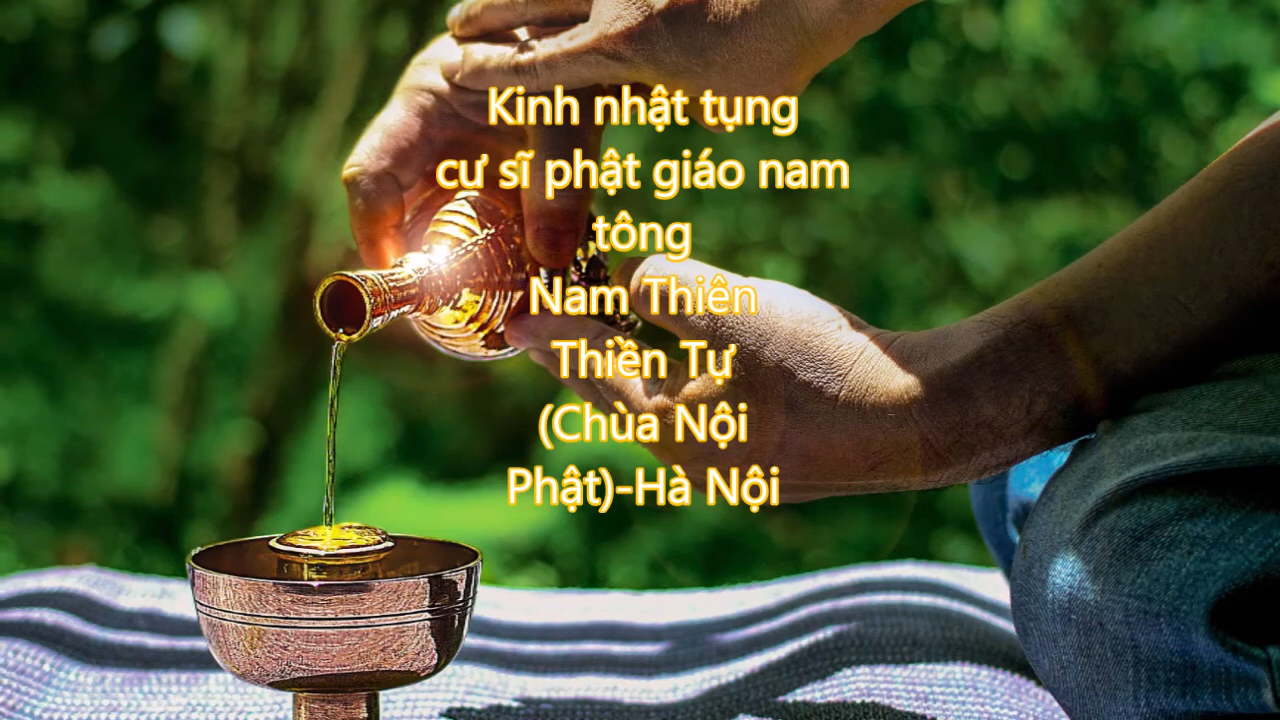 Kinh nhật tụng
cư sĩ phật giáo nam
tông
Nam Thiên
Thiền Tự
(Chùa Nội
Phật)-Hà Nội